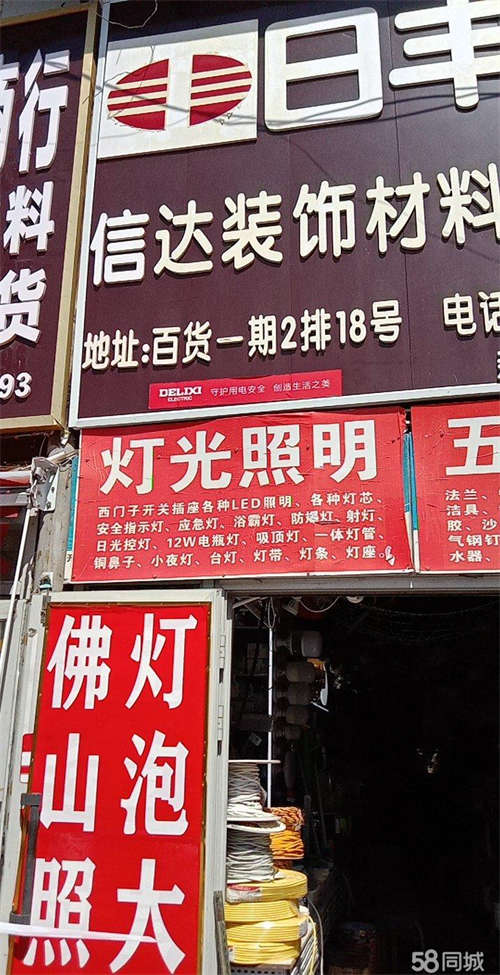 行
料
货
93
日丰
信达装饰材料
地址:百货一期2排18号
电话
DELIXI
ELECTRIC
守护用电安全 创造生活之美
灯光照明
西门子开关插座各种LED照明、各种灯芯、
安全指示灯、应急灯、浴霸灯、防爆灯、射灯、
日光控灯、12W电瓶灯、吸顶灯、一体灯管、
铜鼻子、小夜灯、台灯、灯带、灯条、灯座。
五
法兰、
洁具、
胶、沙
气钢钉
水器、
佛山照
灯泡大
58同城